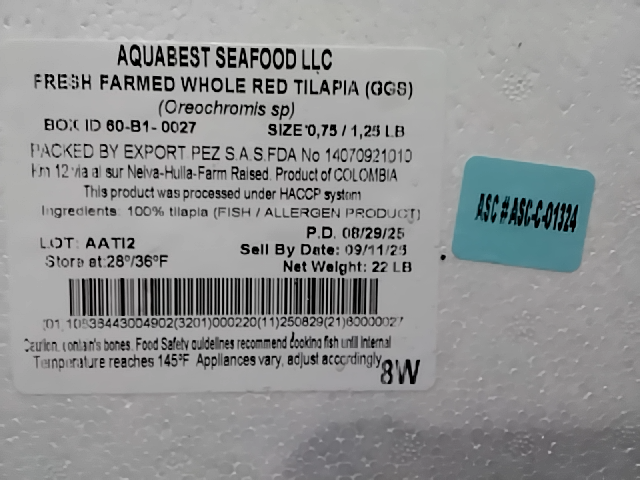 AQUABEST SEAFOOD LLC
FRESH FARMED WHOLE RED TILAPIA (GGS)
(Oreochromis sp)
BOX ID 60-B1-0027 SIZE 0,75 / 1,25 LB
PACKED BY EXPORT PEZ S.A.S. FDA No 14070921010
Km 12 via al sur Neiva-Huila-Farm Raised. Product of COLOMBIA
This product was processed under HACCP system
Ingredients: 100% tilapia (FISH / ALLERGEN PRODUCT)
P.D. 08/29/25
LOT: AATI2 Sell By Date: 09/11/25
Store at:28°/36°F Net Weight: 22 LB
(3201)000220(11)250829(21)60000027
Caution, contain's bones. Food Safety guidelines recommend cooking fish until internal
Temperature reaches 145°F Appliances vary, adjust accordingly.
8W
ASC # ASC-C-01324